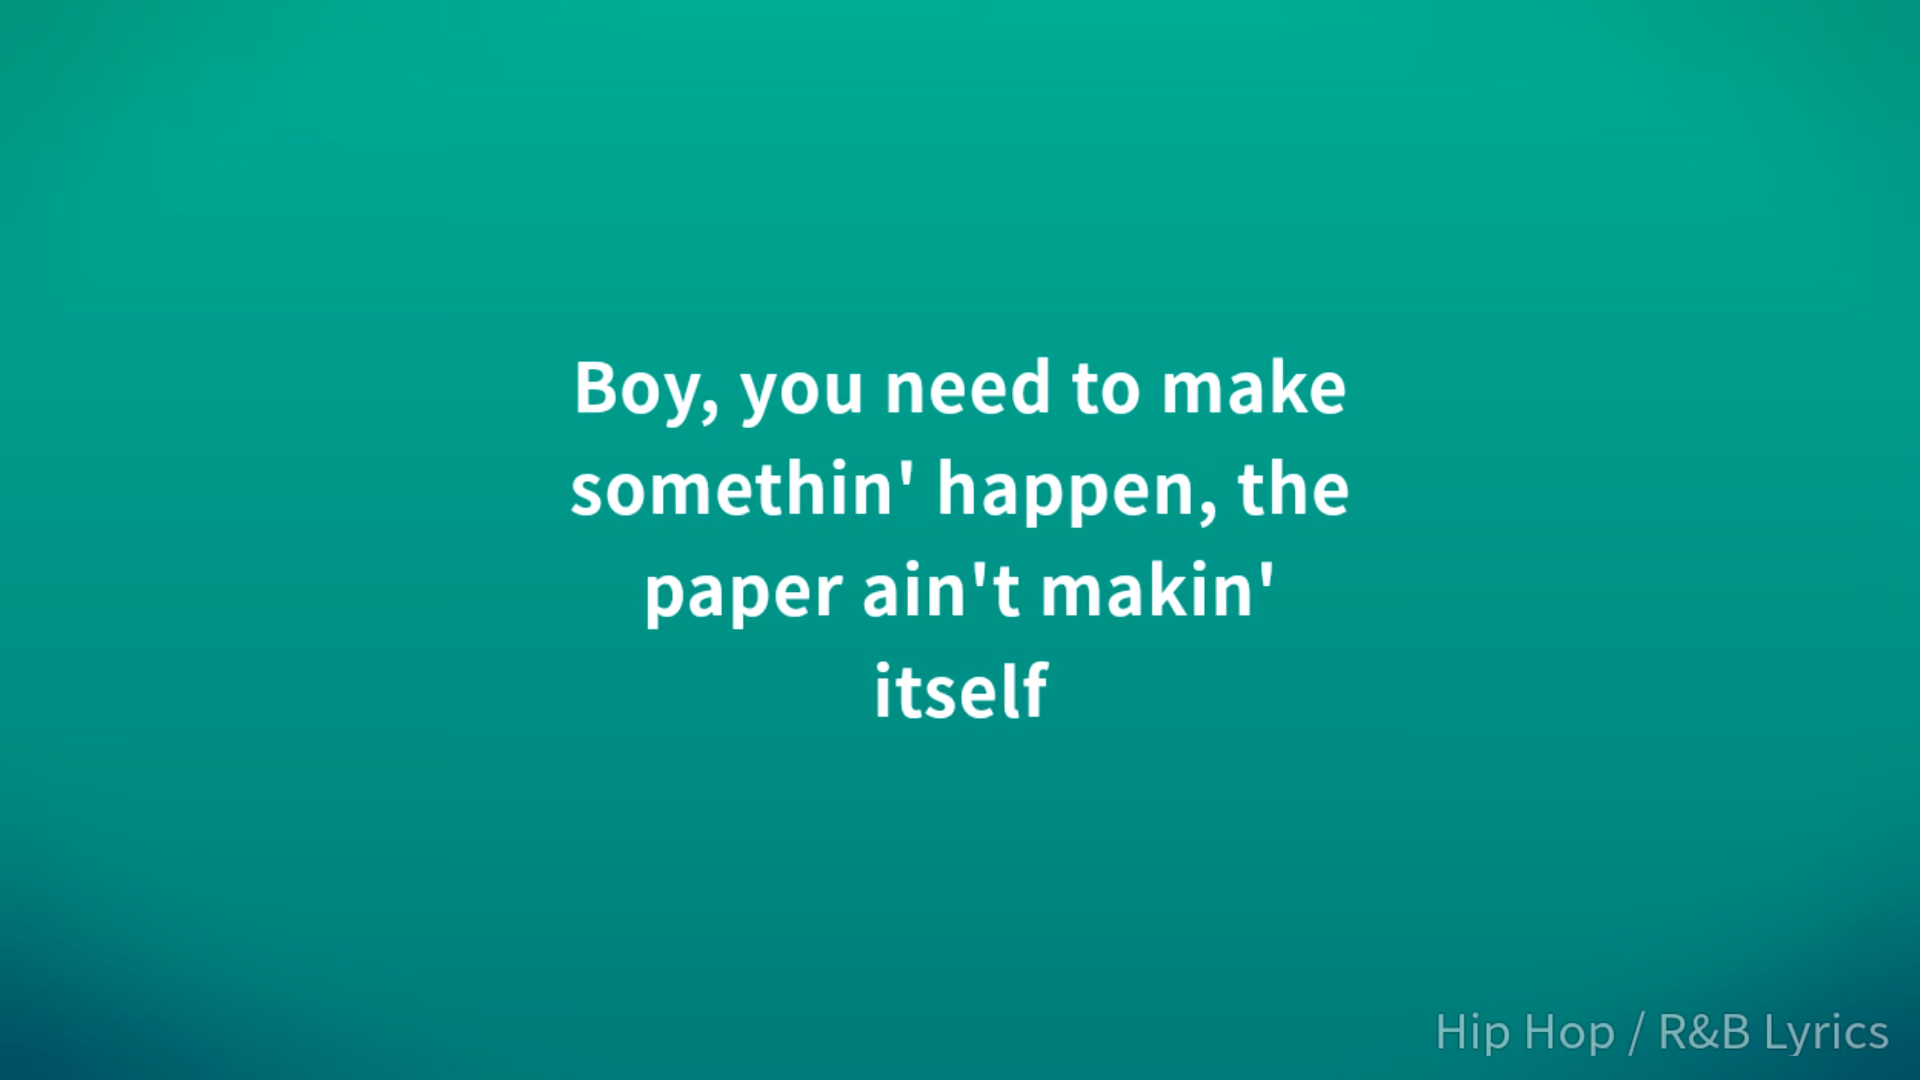 Boy, you need to make
somethin' happen, the
paper ain't makin'
itself
Hip Hop / R&B Lyrics